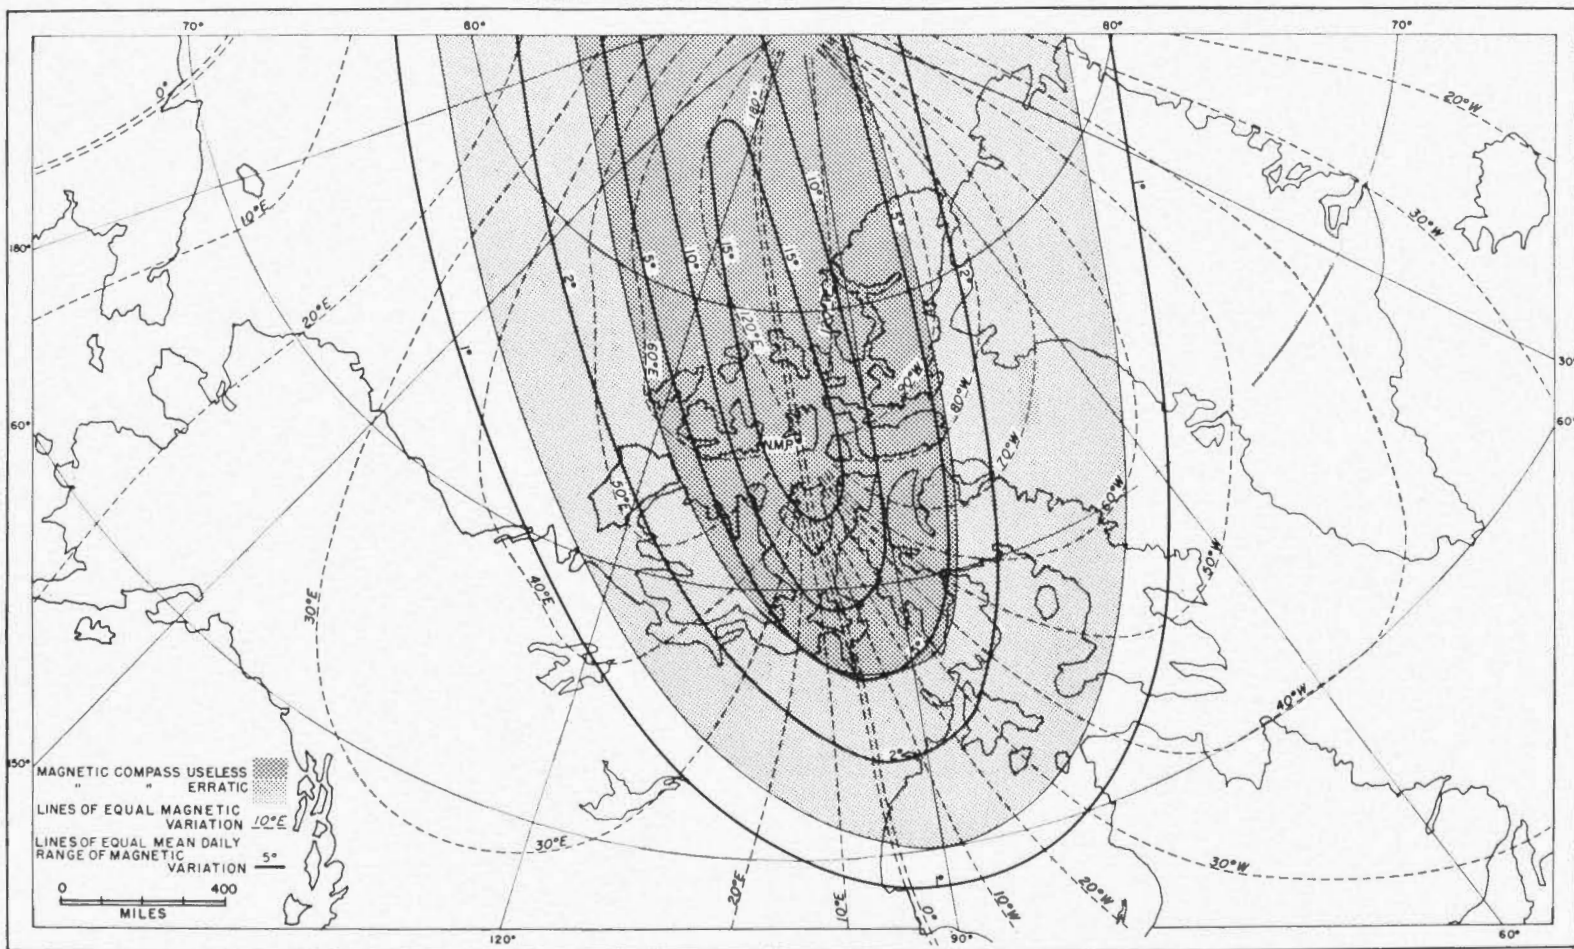 70°
80°
80°
70°
0°
180°
20°W
10°E
10°
1°
5°
30°W
180°
2°
5°
10°
15°
15°
2°
20°E
120°E
1°
60°E
30°
90°W
80°W
60°
60°
N.M.P.
70°W
50°E
60°W
50°W
40°E
30°E
40°W
2°
150°
MAGNETIC COMPASS USELESS
" " ERRATIC
LINES OF EQUAL MAGNETIC
VARIATION 10°E
LINES OF EQUAL MEAN DAILY
RANGE OF MAGNETIC
VARIATION 5°
0 400
MILES
30°E
30°W
20°E
10°E
0°
1°
10°W
20°W
120°
90°
60°